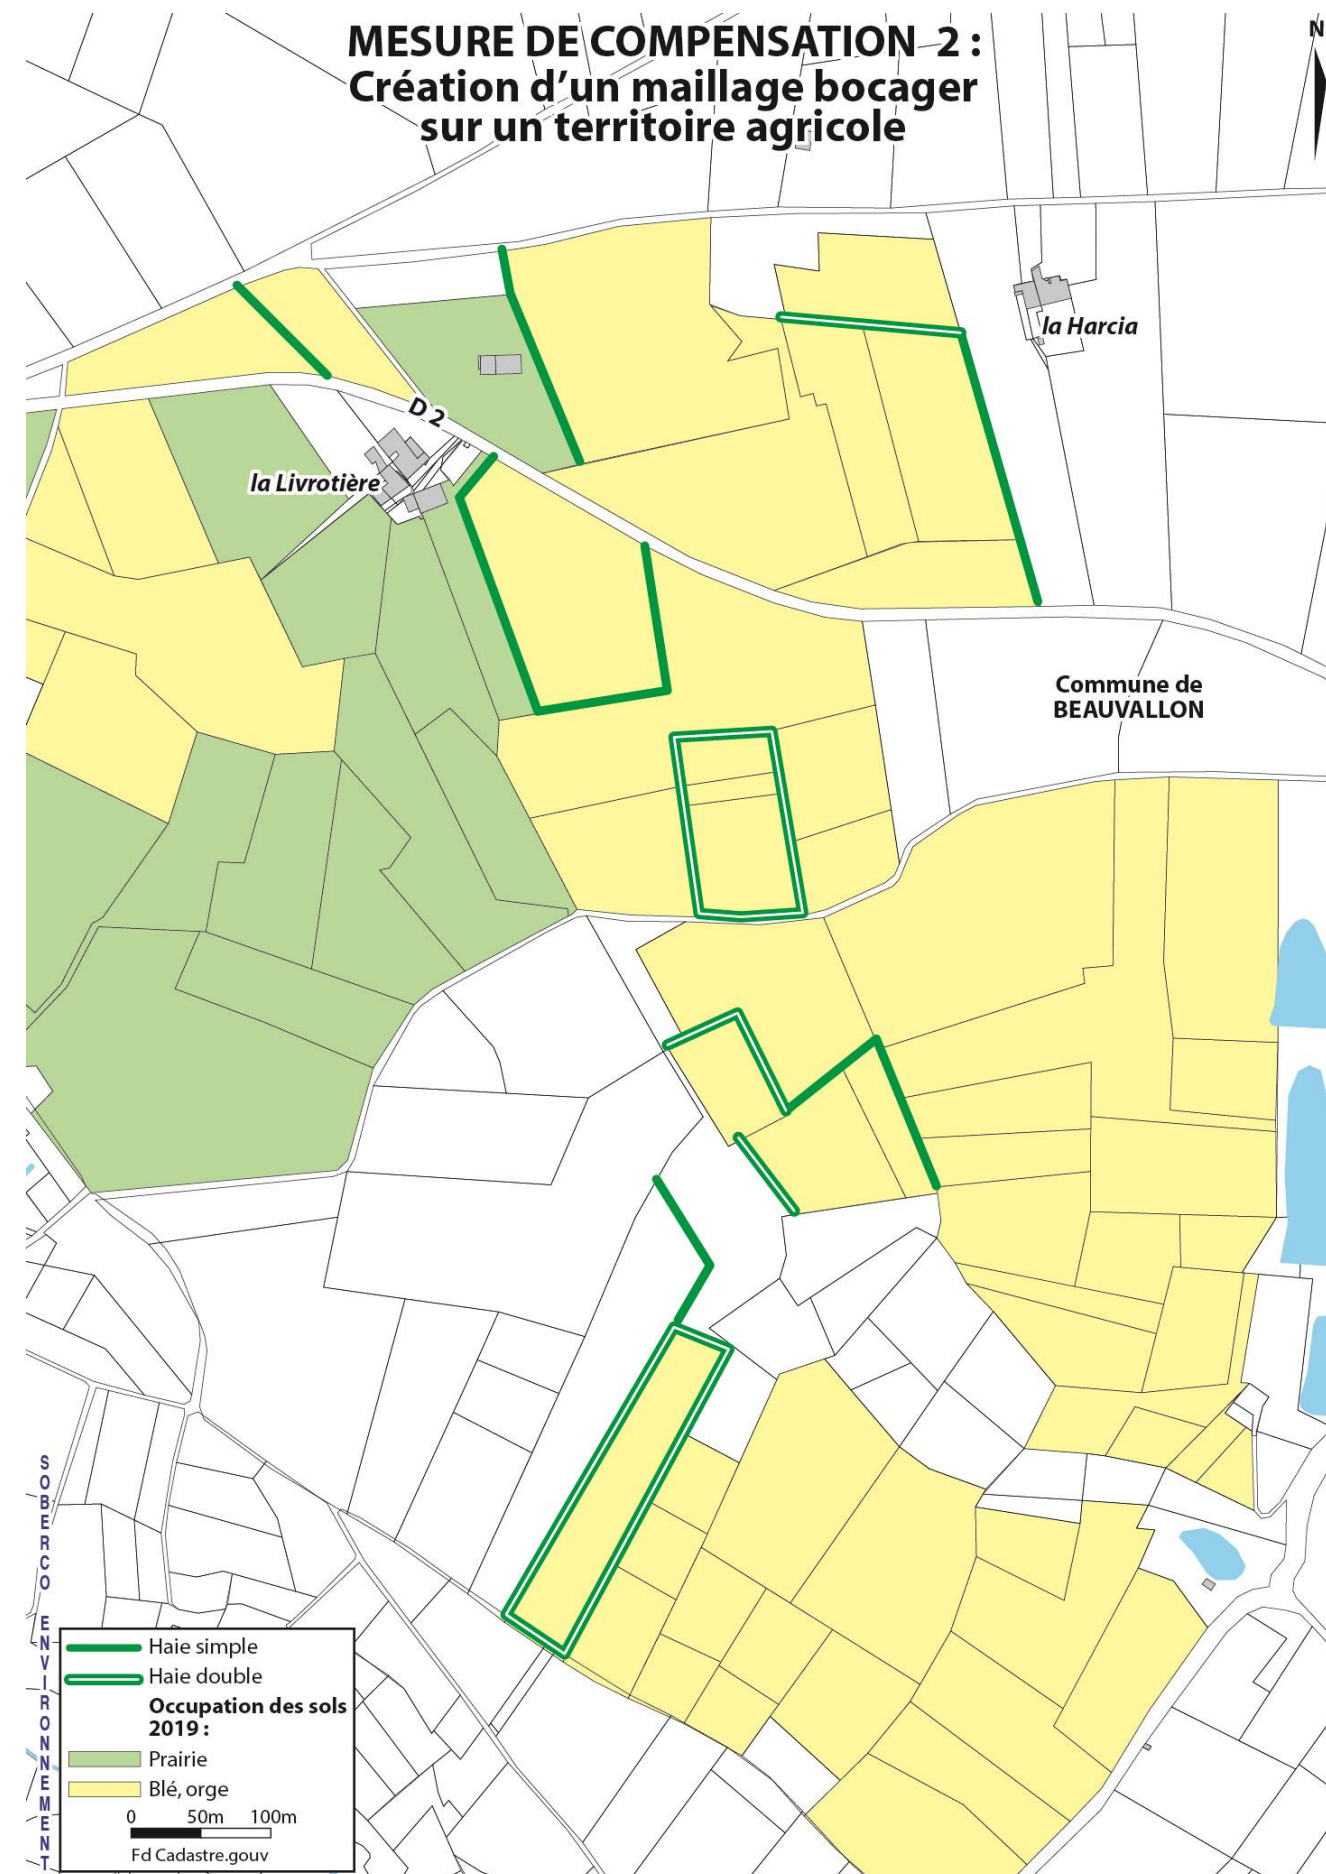 MESURE DE COMPENSATION 2 :
Création d’un maillage bocager
sur un territoire agricole
N
la Harcia
D 2
la Livrotière
Commune de
BEAUVALLON
SOBERCO ENVIRONNEMENT
Haie simple
Haie double
Occupation des sols
2019 :
Prairie
Blé, orge
0 50m 100m
Fd Cadastre.gouv